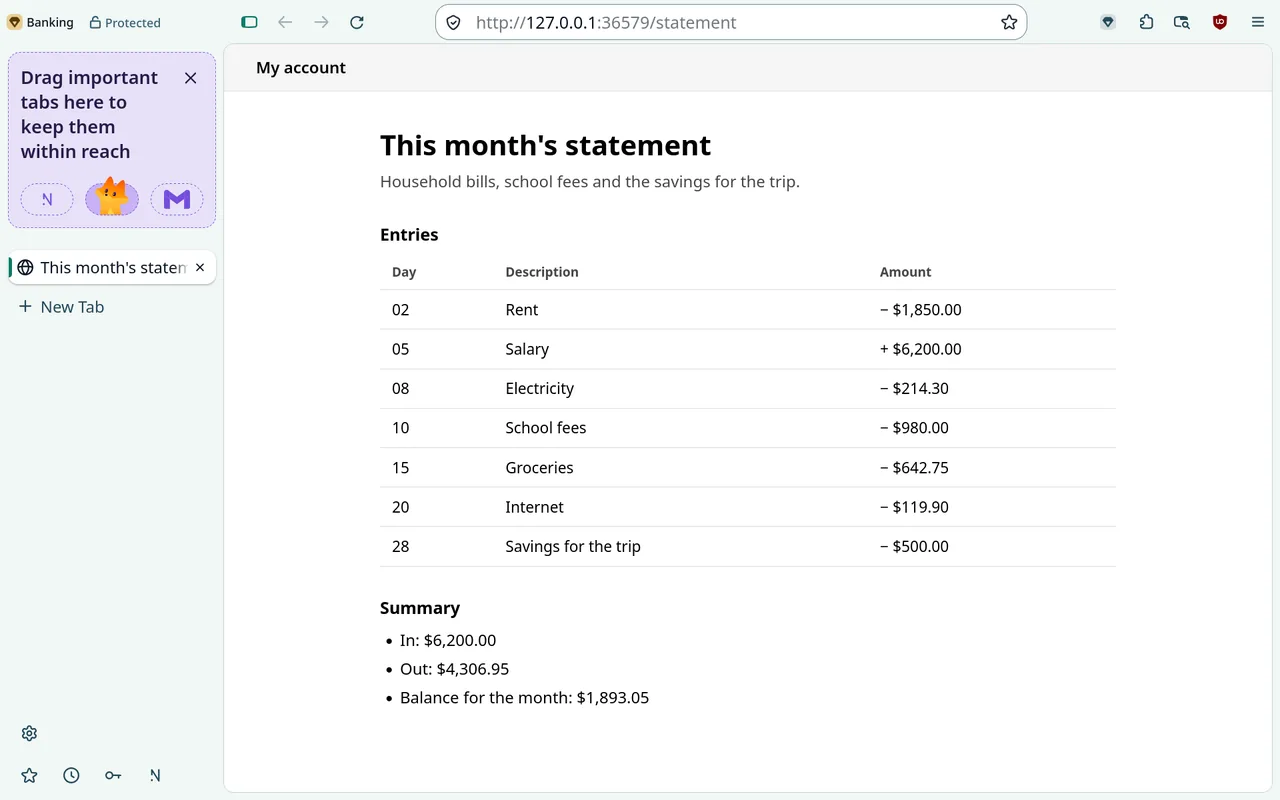 Banking
Protected
http://127.0.0.1:36579/statement
Drag important
tabs here to
keep them
within reach
This month's statem
New Tab
My account
This month's statement
Household bills, school fees and the savings for the trip.
Entries
Day Description Amount
02 Rent − $1,850.00
05 Salary + $6,200.00
08 Electricity − $214.30
10 School fees − $980.00
15 Groceries − $642.75
20 Internet − $119.90
28 Savings for the trip − $500.00
Summary
• In: $6,200.00
• Out: $4,306.95
• Balance for the month: $1,893.05